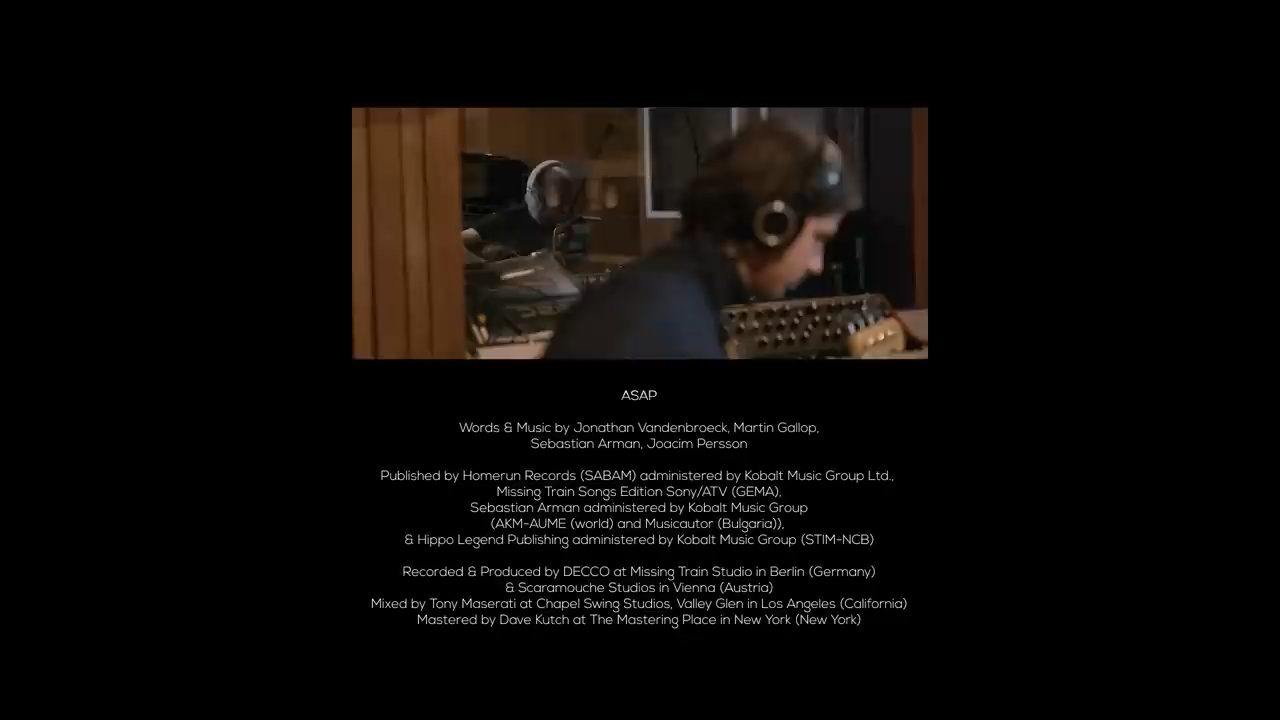 ASAP
Words & Music by Jonathan Vandenbroeck, Martin Gallop,
Sebastian Arman, Joacim Persson
Published by Homerun Records (SABAM) administered by Kobalt Music Group Ltd.,
Missing Train Songs Edition Sony/ATV (GEMA),
Sebastian Arman administered by Kobalt Music Group
(AKM-AUME (world) and Musicautor (Bulgaria)),
& Hippo Legend Publishing administered by Kobalt Music Group (STIM-NCB)
Recorded & Produced by DECCO at Missing Train Studio in Berlin (Germany)
& Scaramouche Studios in Vienna (Austria)
Mixed by Tony Maserati at Chapel Swing Studios, Valley Glen in Los Angeles (California)
Mastered by Dave Kutch at The Mastering Place in New York (New York)